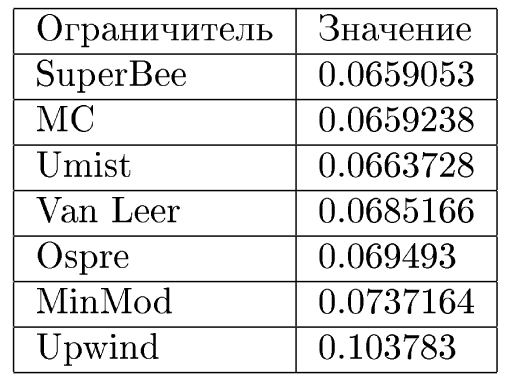 Ограничитель Значение
SuperBee 0.0659053
MC 0.0659238
Umist 0.0663728
Van Leer 0.0685166
Ospre 0.069493
MinMod 0.0737164
Upwind 0.103783